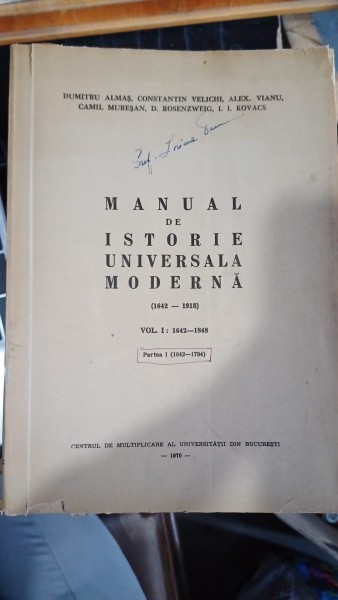 DUMITRU ALMAȘ, CONSTANTIN VELICHI, ALEX. VIANU,
CAMIL MUREȘAN, D. ROSENZWEIG, I. I. KOVACS
Prof.
MANUAL
DE
ISTORIE
UNIVERSALA
MODERNĂ
(1642 — 1918)
VOL. I: 1642—1848
Partea I (1642—1794)
CENTRUL DE MULTIPLICARE AL UNIVERSITĂȚII DIN BUCUREȘTI
— 1970 —